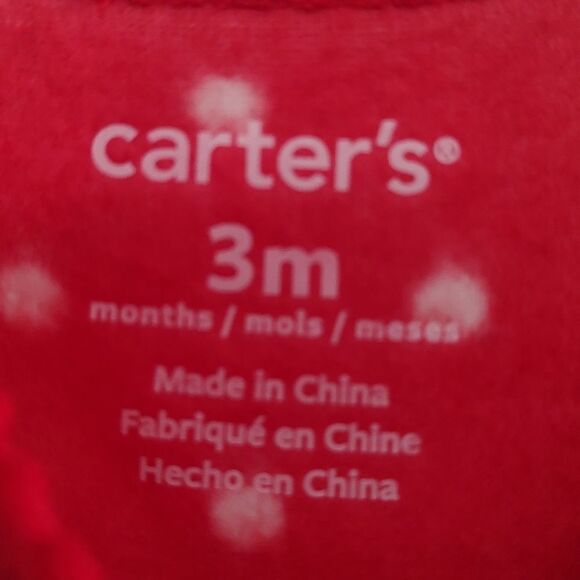 carter's®
3m
months / mois / meses
Made in China
Fabriqué en Chine
Hecho en China